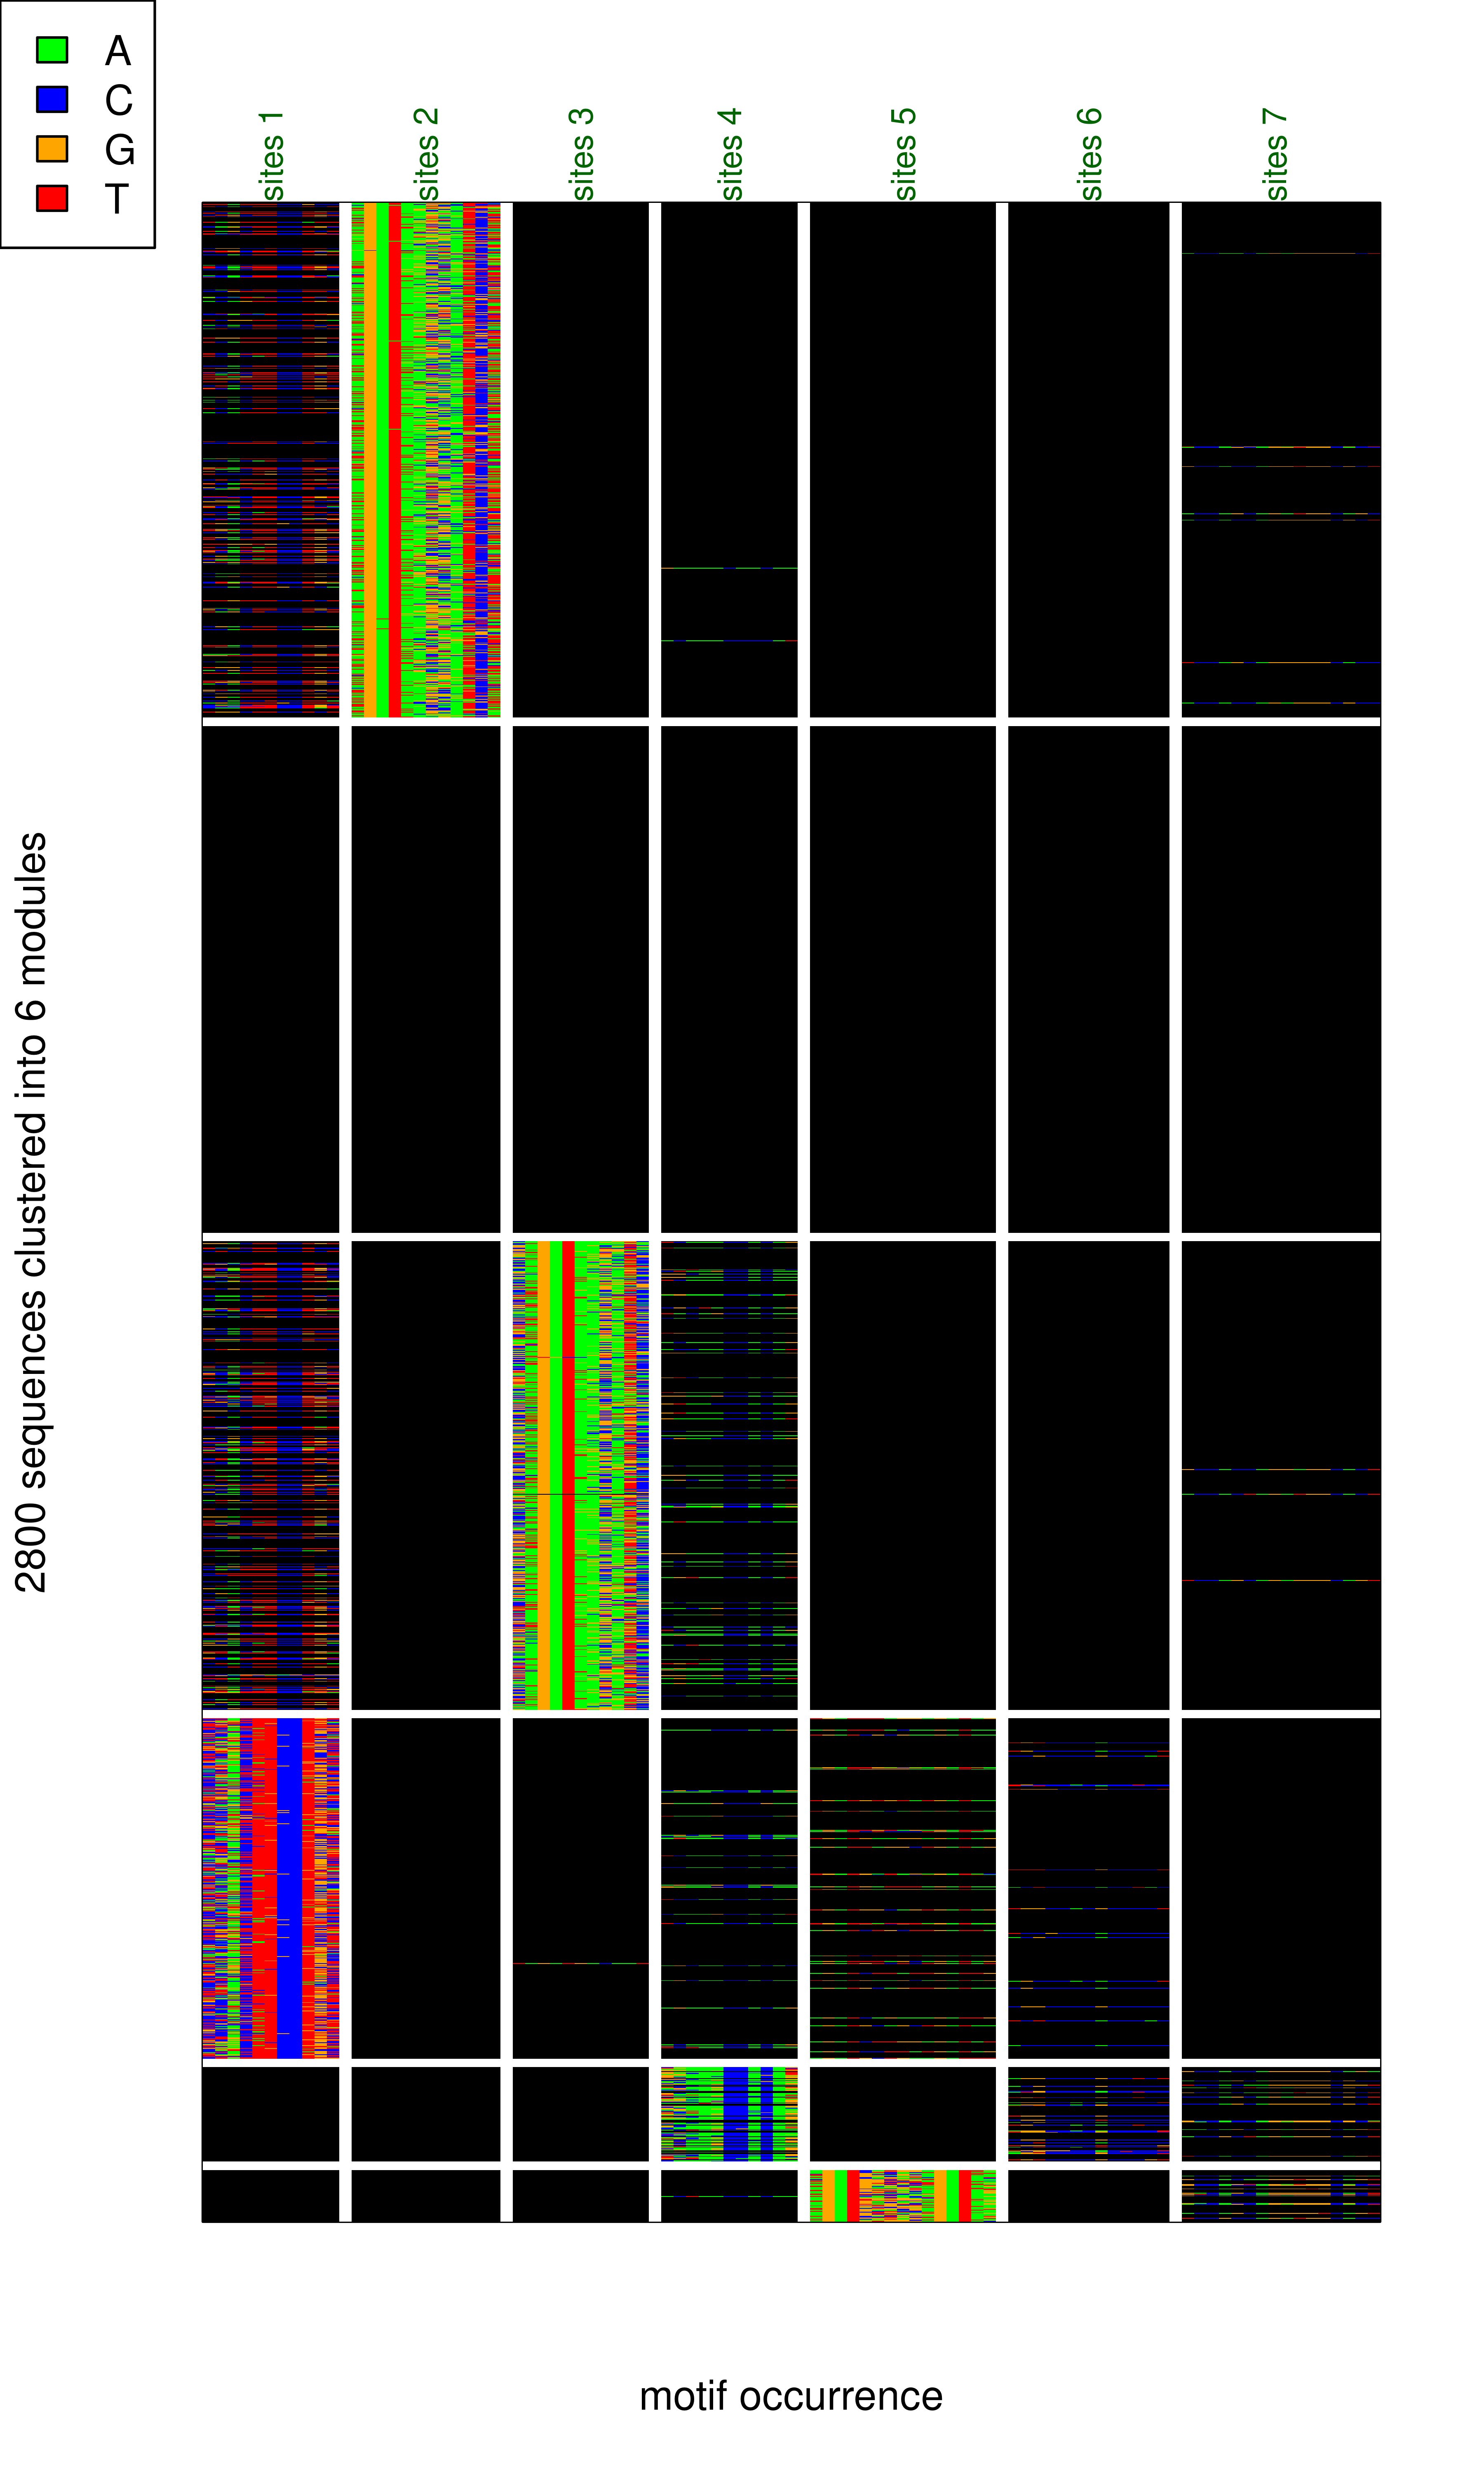 A
C
G
T
sites 1
sites 2
sites 3
sites 4
sites 5
sites 6
sites 7
2800 sequences clustered into 6 modules
motif occurrence